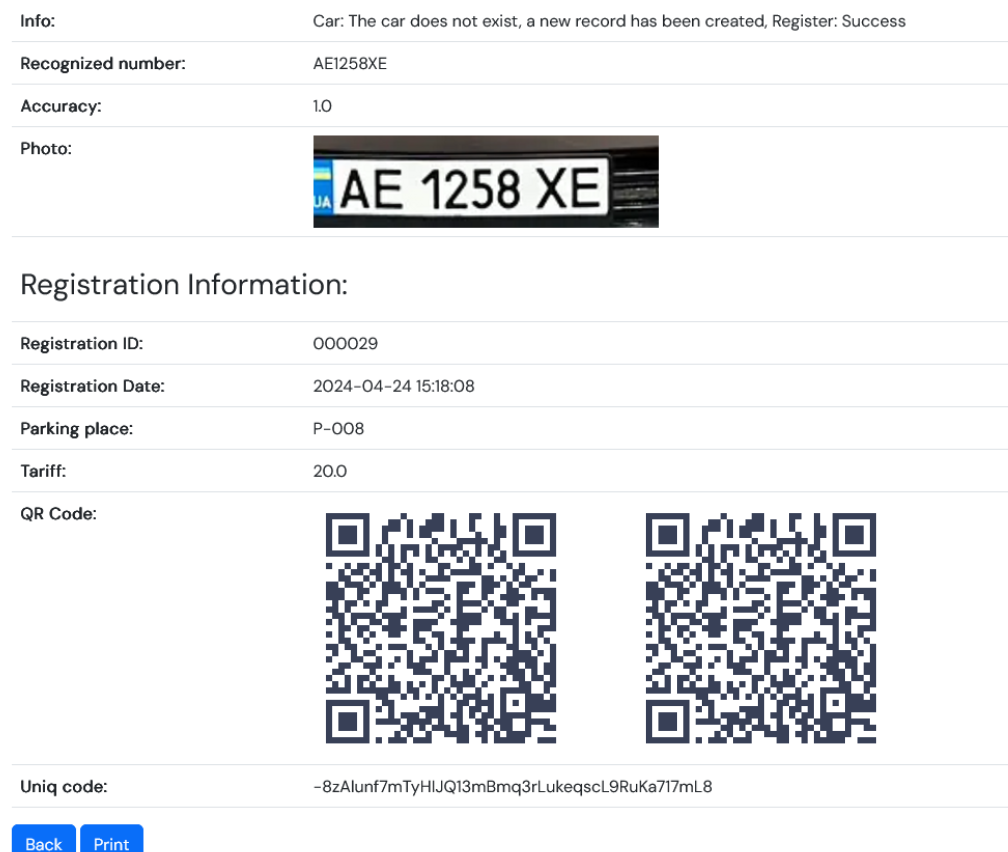 Info: Car: The car does not exist, a new record has been created, Register: Success
Recognized number: AE1258XE
Accuracy: 1.0
Photo:
UA AE 1258 XE
Registration Information:
Registration ID: 000029
Registration Date: 2024-04-24 15:18:08
Parking place: P-008
Tariff: 20.0
QR Code:
Uniq code: -8zAlunf7mTyHIJQ13mBmq3rLukeqscL9RuKa717mL8
Back Print